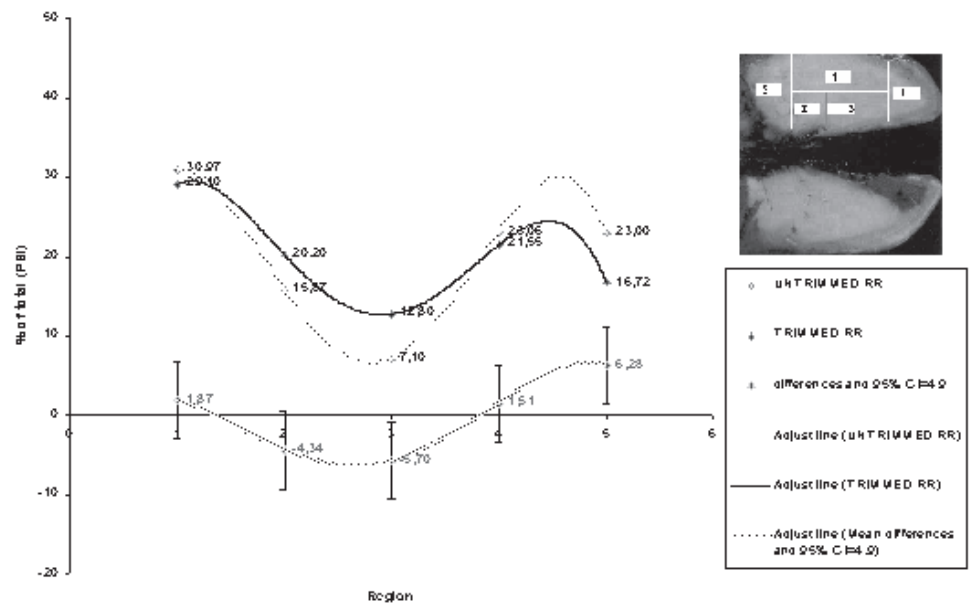 50
40
30
20
10
0
-10
-20
% of total (PBI)
0 1 2 3 4 5 6
Region
30,97
29,10
20,20
15,87
12,80
7,10
23,06
21,55
23,00
16,72
1,87
-4,34
-5,70
1,51
6,28
4
5
1
2
3
UNTRIMMED RR
TRIMMED RR
differences and 95% CI=4.9
Adjust line (UNTRIMMED RR)
Adjust line (TRIMMED RR)
Adjust line (Mean differences
and 95% CI=4.9)